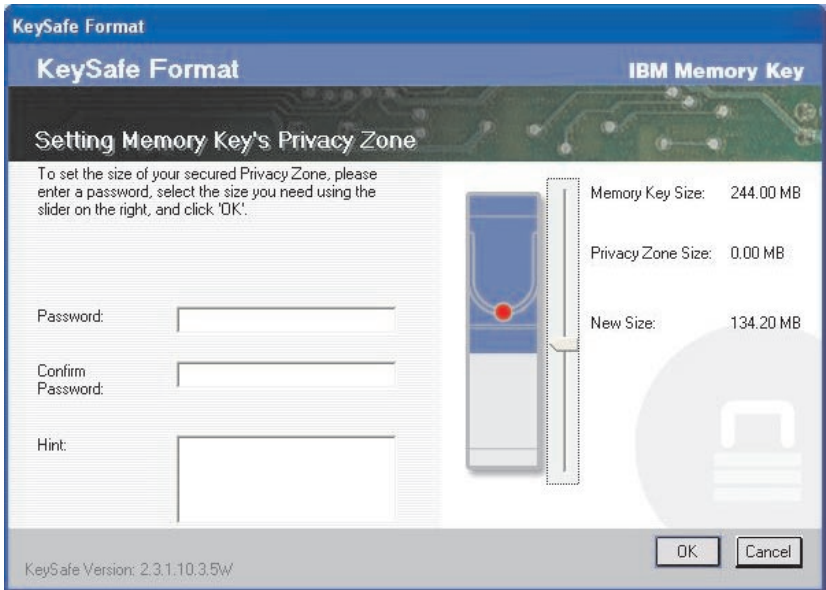 KeySafe Format
KeySafe Format
IBM Memory Key
Setting Memory Key's Privacy Zone
To set the size of your secured Privacy Zone, please
enter a password, select the size you need using the
slider on the right, and click 'OK'.
Memory Key Size: 244.00 MB
Privacy Zone Size: 0.00 MB
New Size: 134.20 MB
Password:
Confirm
Password:
Hint:
OK
Cancel
KeySafe Version: 2.3.1.10.3.5W